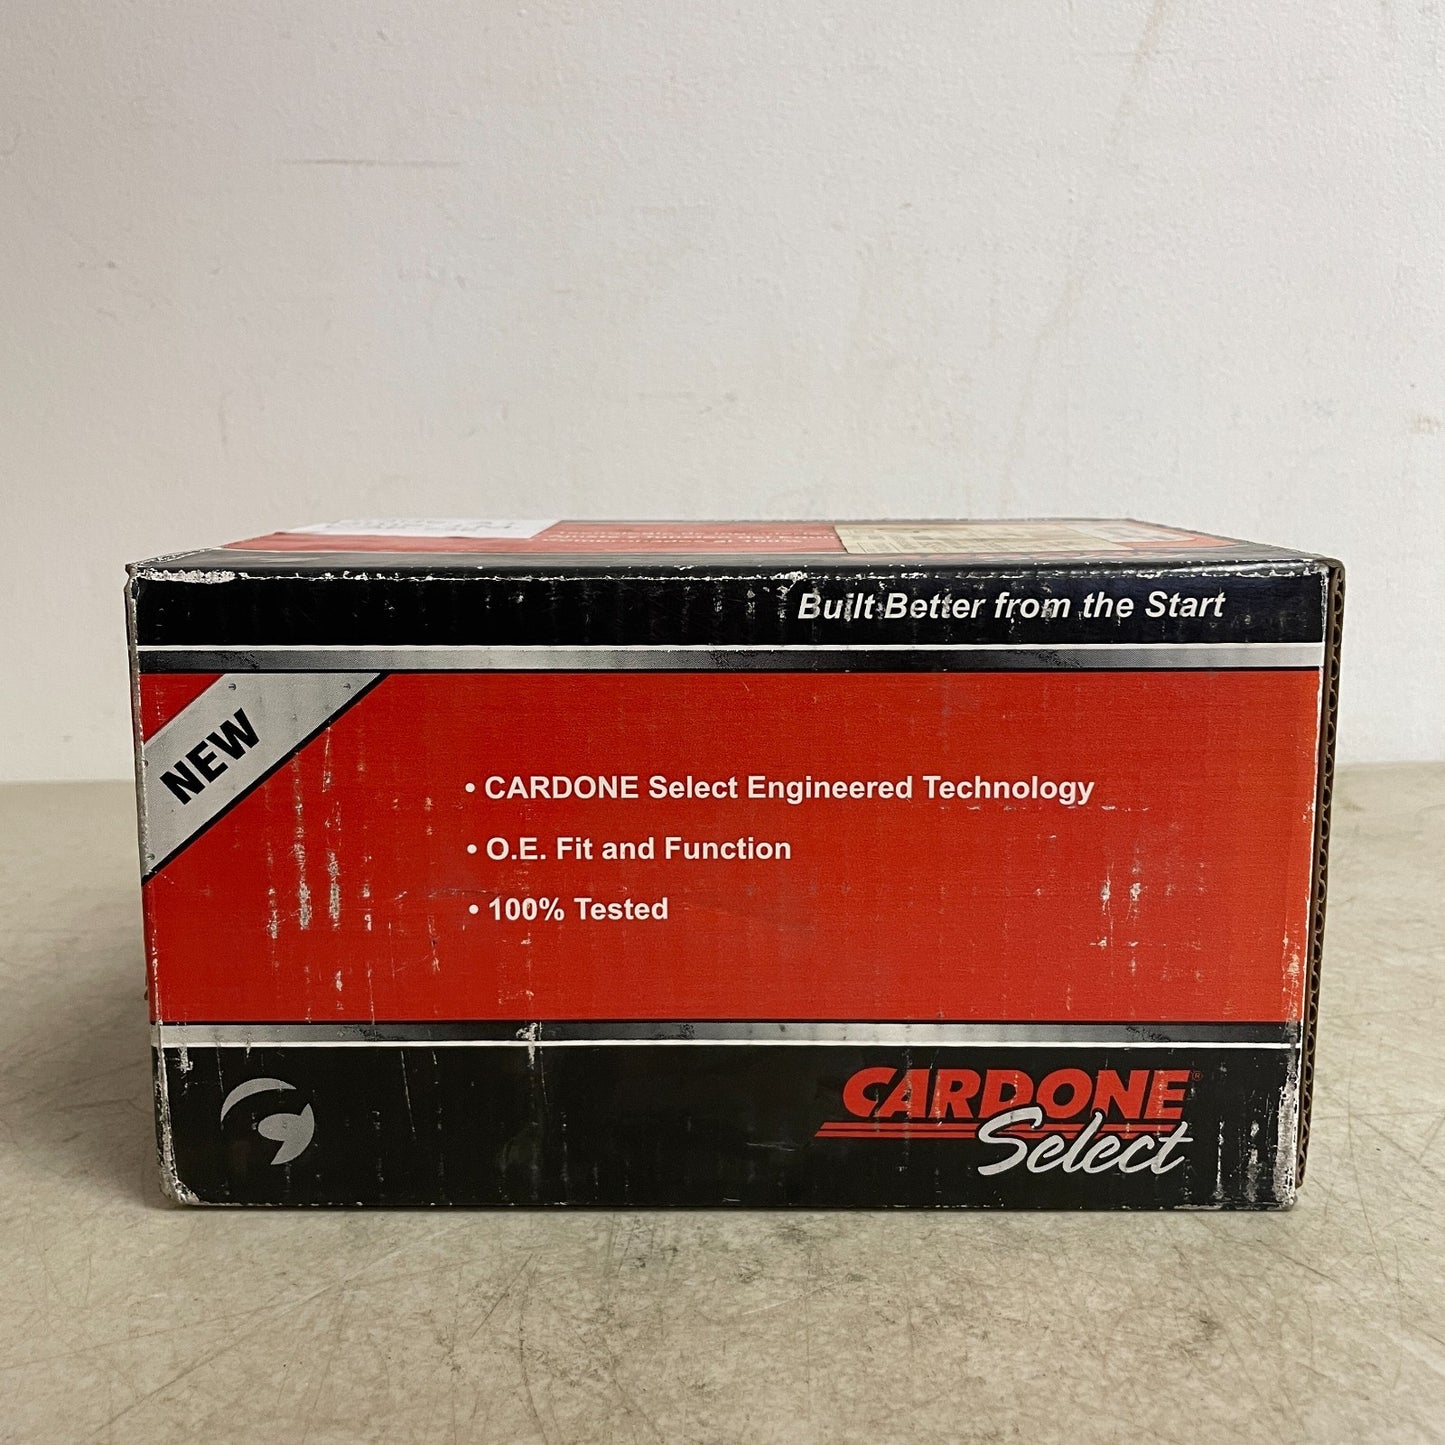 Built Better from the Start
NEW
• CARDONE Select Engineered Technology
• O.E. Fit and Function
• 100% Tested
CARDONE®
Select